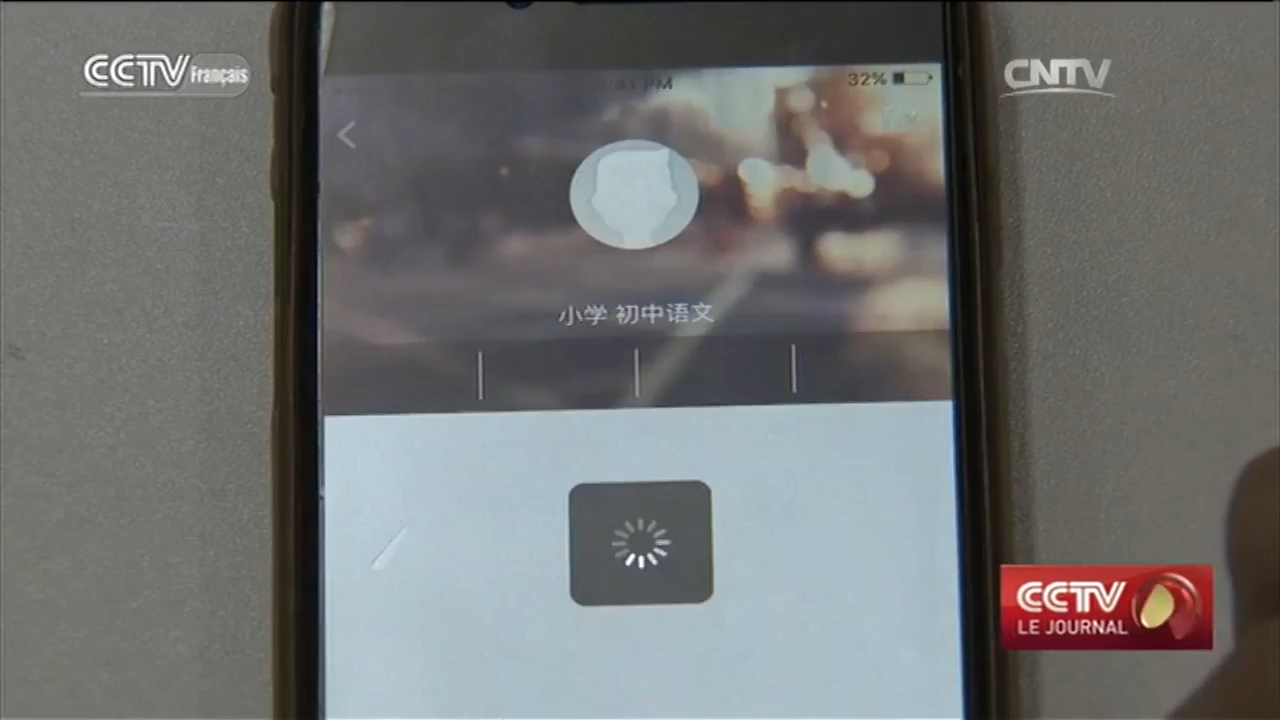 CCTV Français
CNTV
32%
小学 初中语文
CCTV
LE JOURNAL